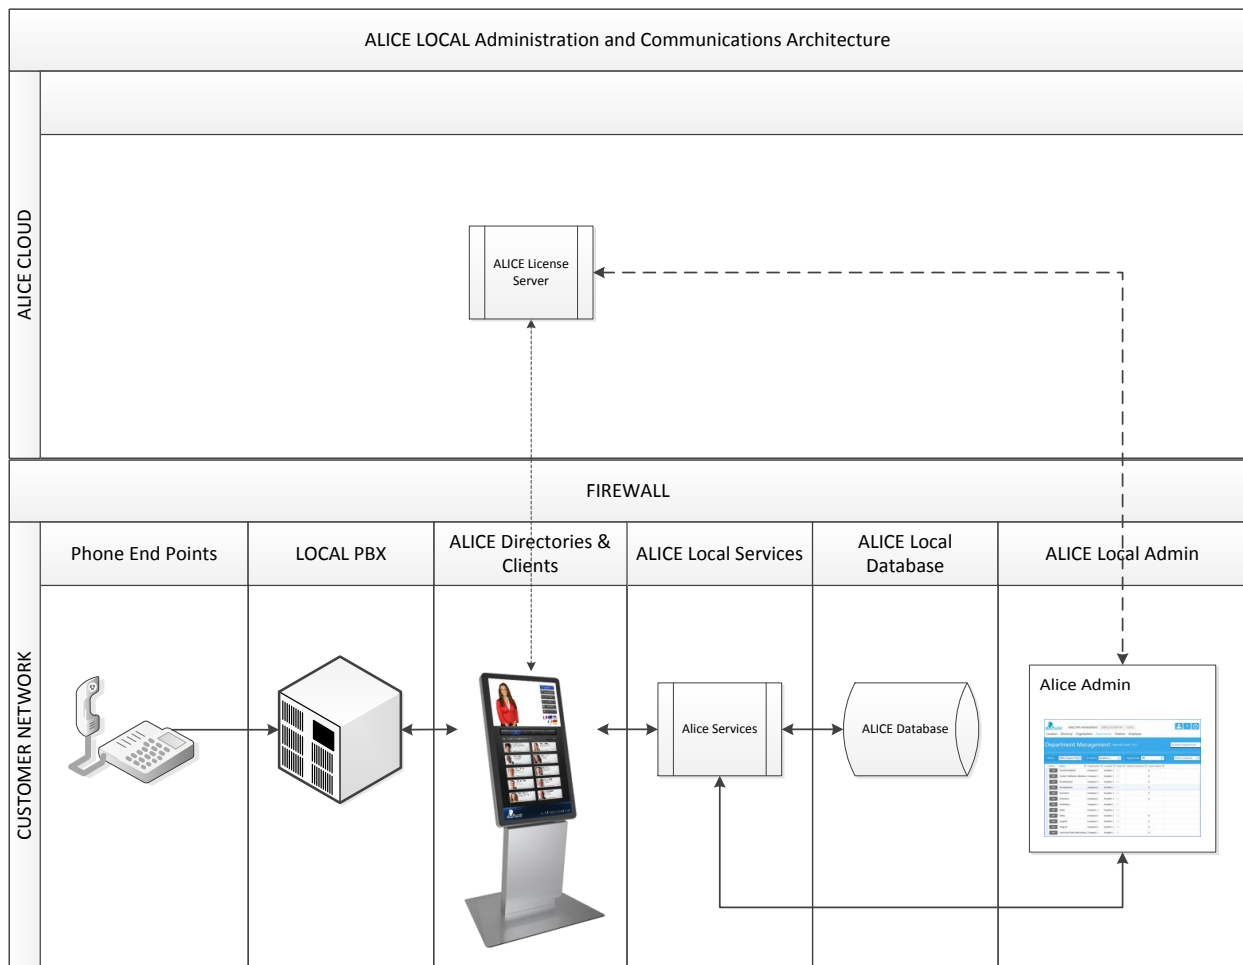 ALICE LOCAL Administration and Communications Architecture
ALICE CLOUD
ALICE License
Server
FIREWALL
CUSTOMER NETWORK
Phone End Points
LOCAL PBX
ALICE Directories &
Clients
ALICE Local Services
ALICE Local
Database
ALICE Local Admin
Alice Services
ALICE Database
Alice Admin
Department Management